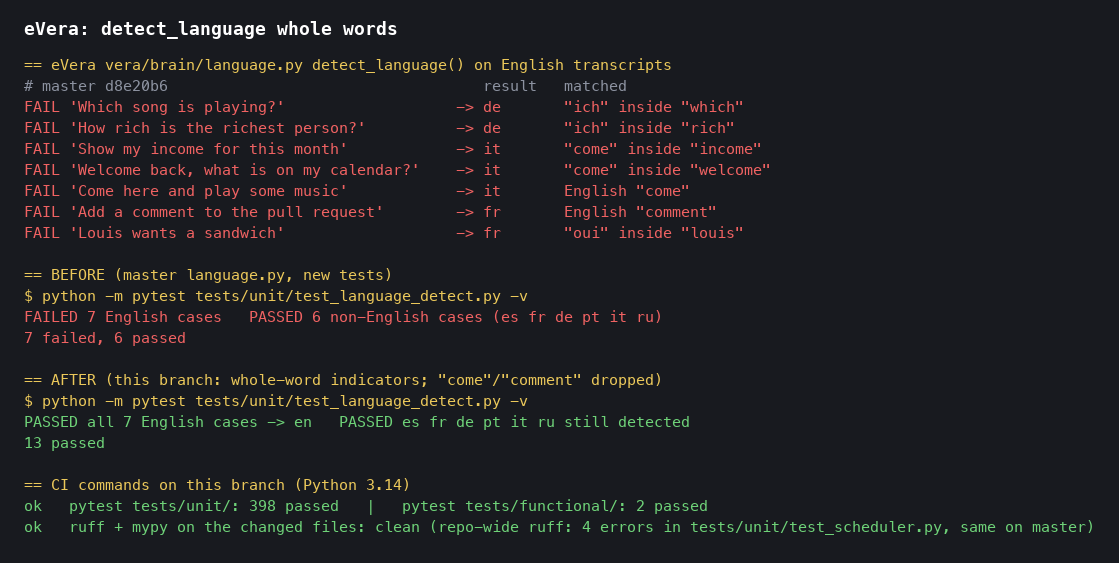 eVera: detect_language whole words
== eVera vera/brain/language.py detect_language() on English transcripts
# master d8e20b6 result matched
FAIL 'Which song is playing?' -> de "ich" inside "which"
FAIL 'How rich is the richest person?' -> de "ich" inside "rich"
FAIL 'Show my income for this month' -> it "come" inside "income"
FAIL 'Welcome back, what is on my calendar?' -> it "come" inside "welcome"
FAIL 'Come here and play some music' -> it English "come"
FAIL 'Add a comment to the pull request' -> fr English "comment"
FAIL 'Louis wants a sandwich' -> fr "oui" inside "louis"
== BEFORE (master language.py, new tests)
$ python -m pytest tests/unit/test_language_detect.py -v
FAILED 7 English cases PASSED 6 non-English cases (es fr de pt it ru)
7 failed, 6 passed
== AFTER (this branch: whole-word indicators; "come"/"comment" dropped)
$ python -m pytest tests/unit/test_language_detect.py -v
PASSED all 7 English cases -> en PASSED es fr de pt it ru still detected
13 passed
== CI commands on this branch (Python 3.14)
ok pytest tests/unit/: 398 passed | pytest tests/functional/: 2 passed
ok ruff + mypy on the changed files: clean (repo-wide ruff: 4 errors in tests/unit/test_scheduler.py, same on master)